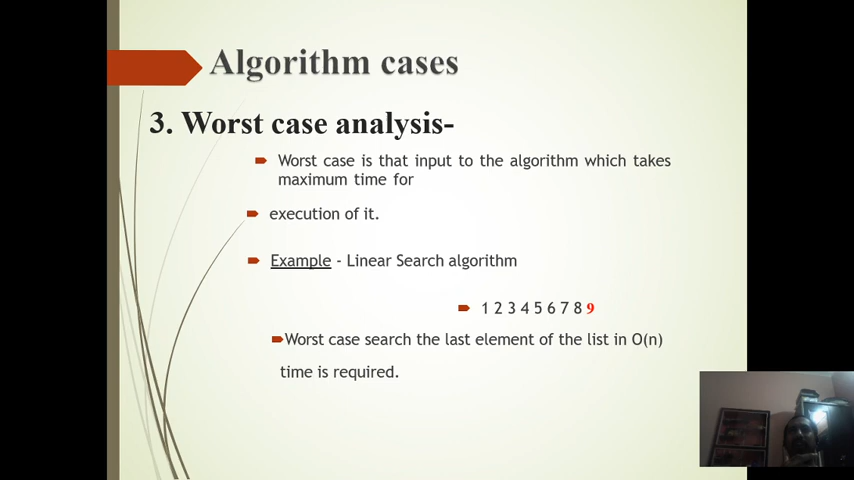 Algorithm cases
3. Worst case analysis-
Worst case is that input to the algorithm which takes
maximum time for
execution of it.
Example - Linear Search algorithm
1 2 3 4 5 6 7 8 9
Worst case search the last element of the list in O(n)
time is required.